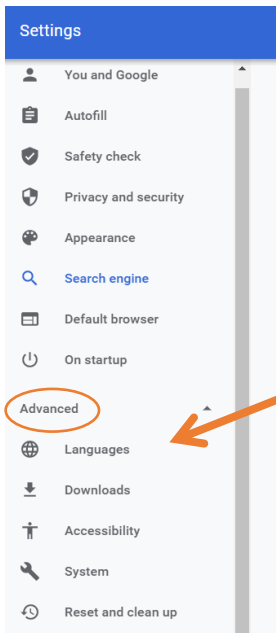 Settings
You and Google
Autofill
Safety check
Privacy and security
Appearance
Search engine
Default browser
On startup
Advanced
Languages
Downloads
Accessibility
System
Reset and clean up